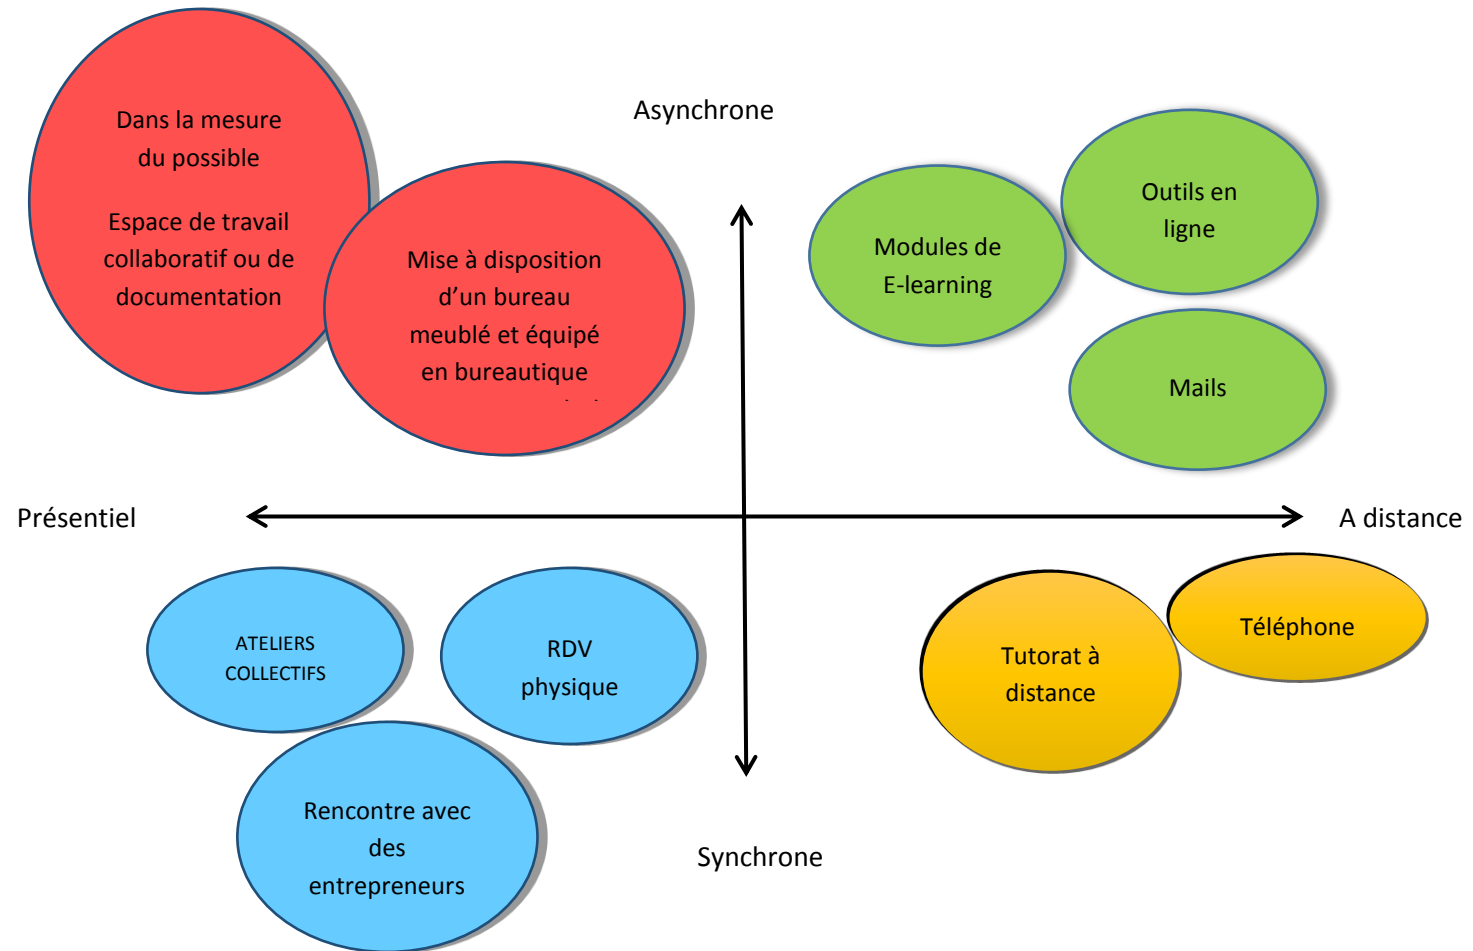 Dans la mesure
du possible
Espace de travail
collaboratif ou de
documentation
Mise à disposition
d’un bureau
meublé et équipé
en bureautique
Asynchrone
Modules de
E-learning
Outils en
ligne
Mails
Présentiel
A distance
ATELIERS
COLLECTIFS
RDV
physique
Rencontre avec
des
entrepreneurs
Tutorat à
distance
Téléphone
Synchrone